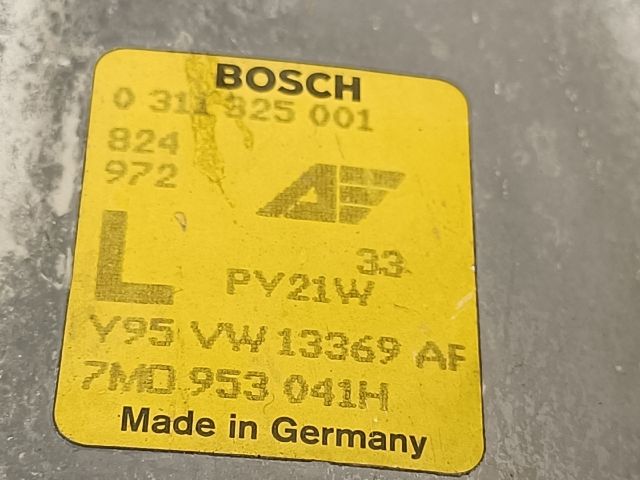 BOSCH
0 311 825 001
824
972
33
L PY21W
Y95 VW 13369 AF
7M0 953 041H
Made in Germany